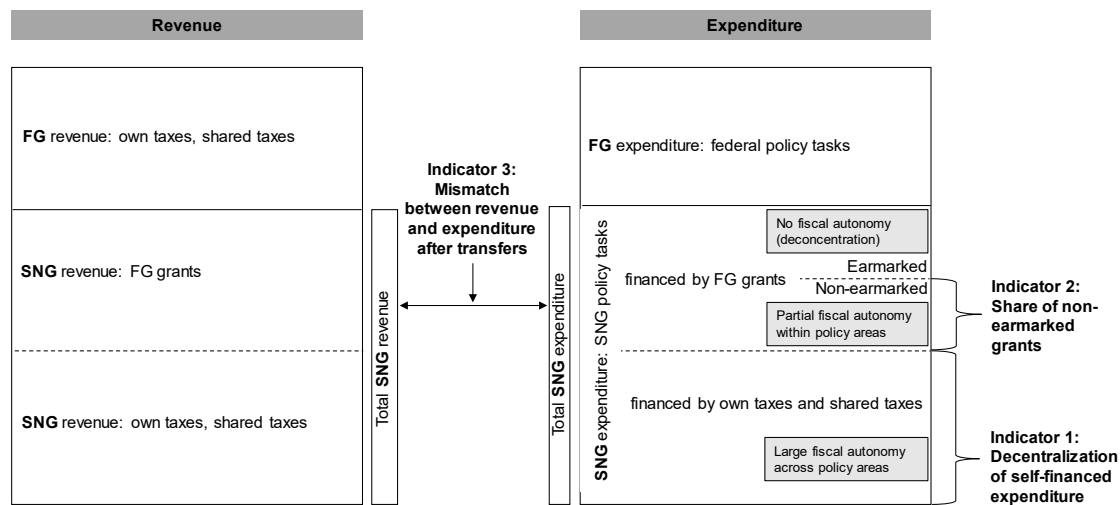 Revenue
Expenditure
FG revenue: own taxes, shared taxes
SNG revenue: FG grants
SNG revenue: own taxes, shared taxes
Total SNG revenue
Indicator 3:
Mismatch
between revenue
and expenditure
after transfers
Total SNG expenditure
FG expenditure: federal policy tasks
SNG expenditure: SNG policy tasks
No fiscal autonomy
(deconcentration)
Earmarked
financed by FG grants
Non-earmarked
Partial fiscal autonomy
within policy areas
financed by own taxes and shared taxes
Large fiscal autonomy
across policy areas
Indicator 2:
Share of non-
earmarked
grants
Indicator 1:
Decentralization
of self-financed
expenditure